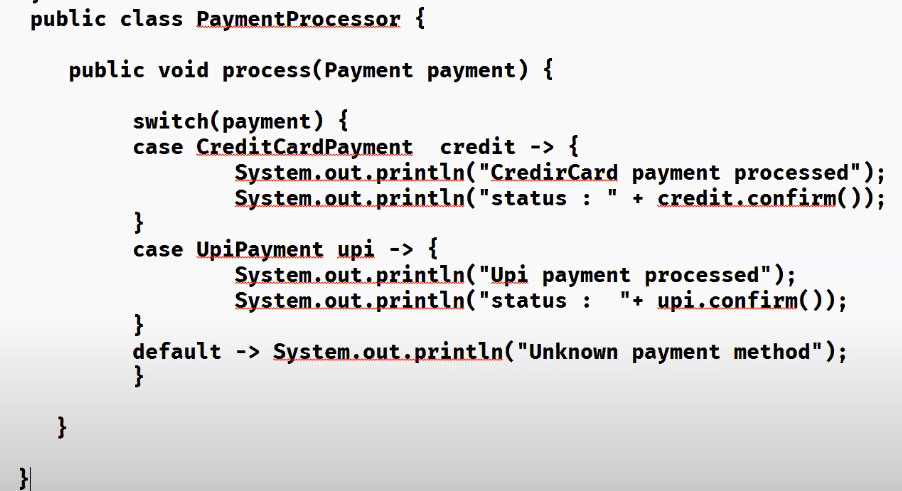 public class PaymentProcessor {
public void process(Payment payment) {
switch(payment) {
case CreditCardPayment  credit -> {
System.out.println("CredirCard payment processed");
System.out.println("status : " + credit.confirm());
}
case UpiPayment upi -> {
System.out.println("Upi payment processed");
System.out.println("status :  "+ upi.confirm());
}
default -> System.out.println("Unknown payment method");
}
}
}